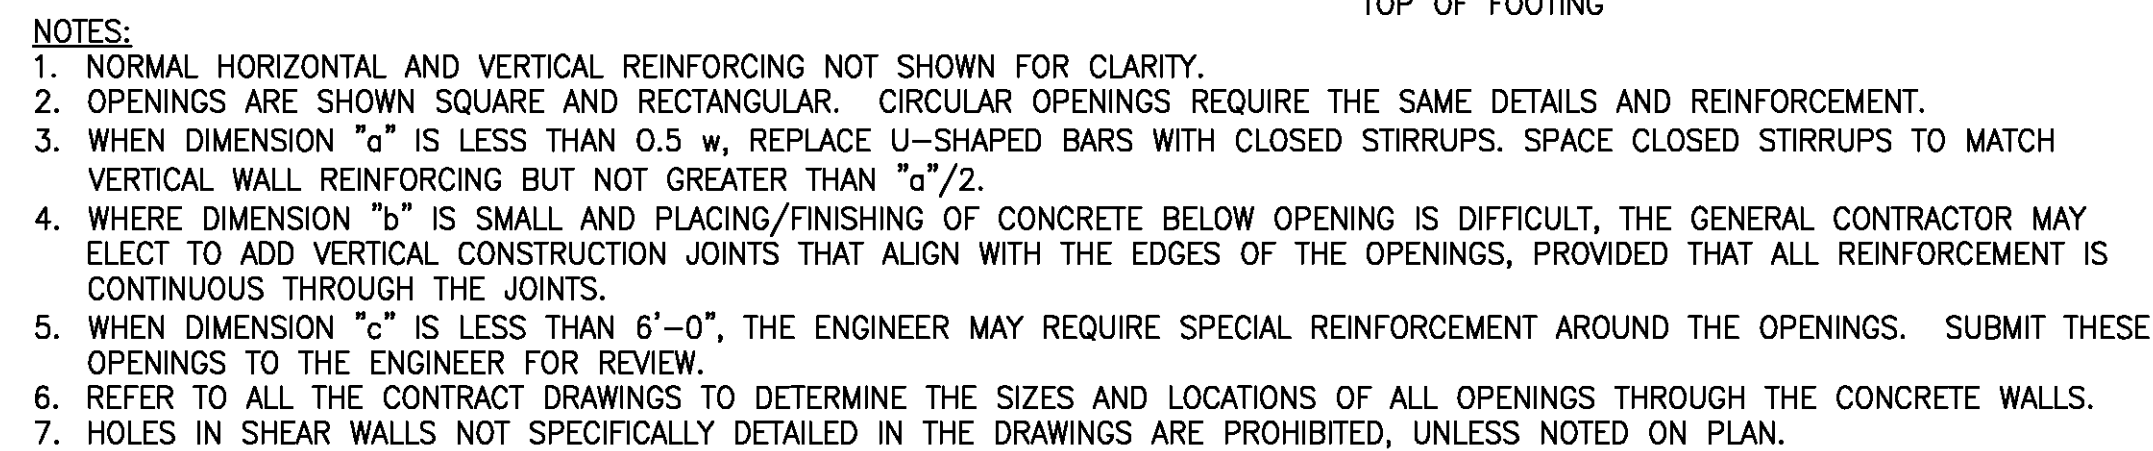 TOP OF FOOTING
NOTES:
1. NORMAL HORIZONTAL AND VERTICAL REINFORCING NOT SHOWN FOR CLARITY.
2. OPENINGS ARE SHOWN SQUARE AND RECTANGULAR. CIRCULAR OPENINGS REQUIRE THE SAME DETAILS AND REINFORCEMENT.
3. WHEN DIMENSION "a" IS LESS THAN 0.5 w, REPLACE U-SHAPED BARS WITH CLOSED STIRRUPS. SPACE CLOSED STIRRUPS TO MATCH
VERTICAL WALL REINFORCING BUT NOT GREATER THAN "a"/2.
4. WHERE DIMENSION "b" IS SMALL AND PLACING/FINISHING OF CONCRETE BELOW OPENING IS DIFFICULT, THE GENERAL CONTRACTOR MAY
ELECT TO ADD VERTICAL CONSTRUCTION JOINTS THAT ALIGN WITH THE EDGES OF THE OPENINGS, PROVIDED THAT ALL REINFORCEMENT IS
CONTINUOUS THROUGH THE JOINTS.
5. WHEN DIMENSION "c" IS LESS THAN 6'-0", THE ENGINEER MAY REQUIRE SPECIAL REINFORCEMENT AROUND THE OPENINGS. SUBMIT THESE
OPENINGS TO THE ENGINEER FOR REVIEW.
6. REFER TO ALL THE CONTRACT DRAWINGS TO DETERMINE THE SIZES AND LOCATIONS OF ALL OPENINGS THROUGH THE CONCRETE WALLS.
7. HOLES IN SHEAR WALLS NOT SPECIFICALLY DETAILED IN THE DRAWINGS ARE PROHIBITED, UNLESS NOTED ON PLAN.